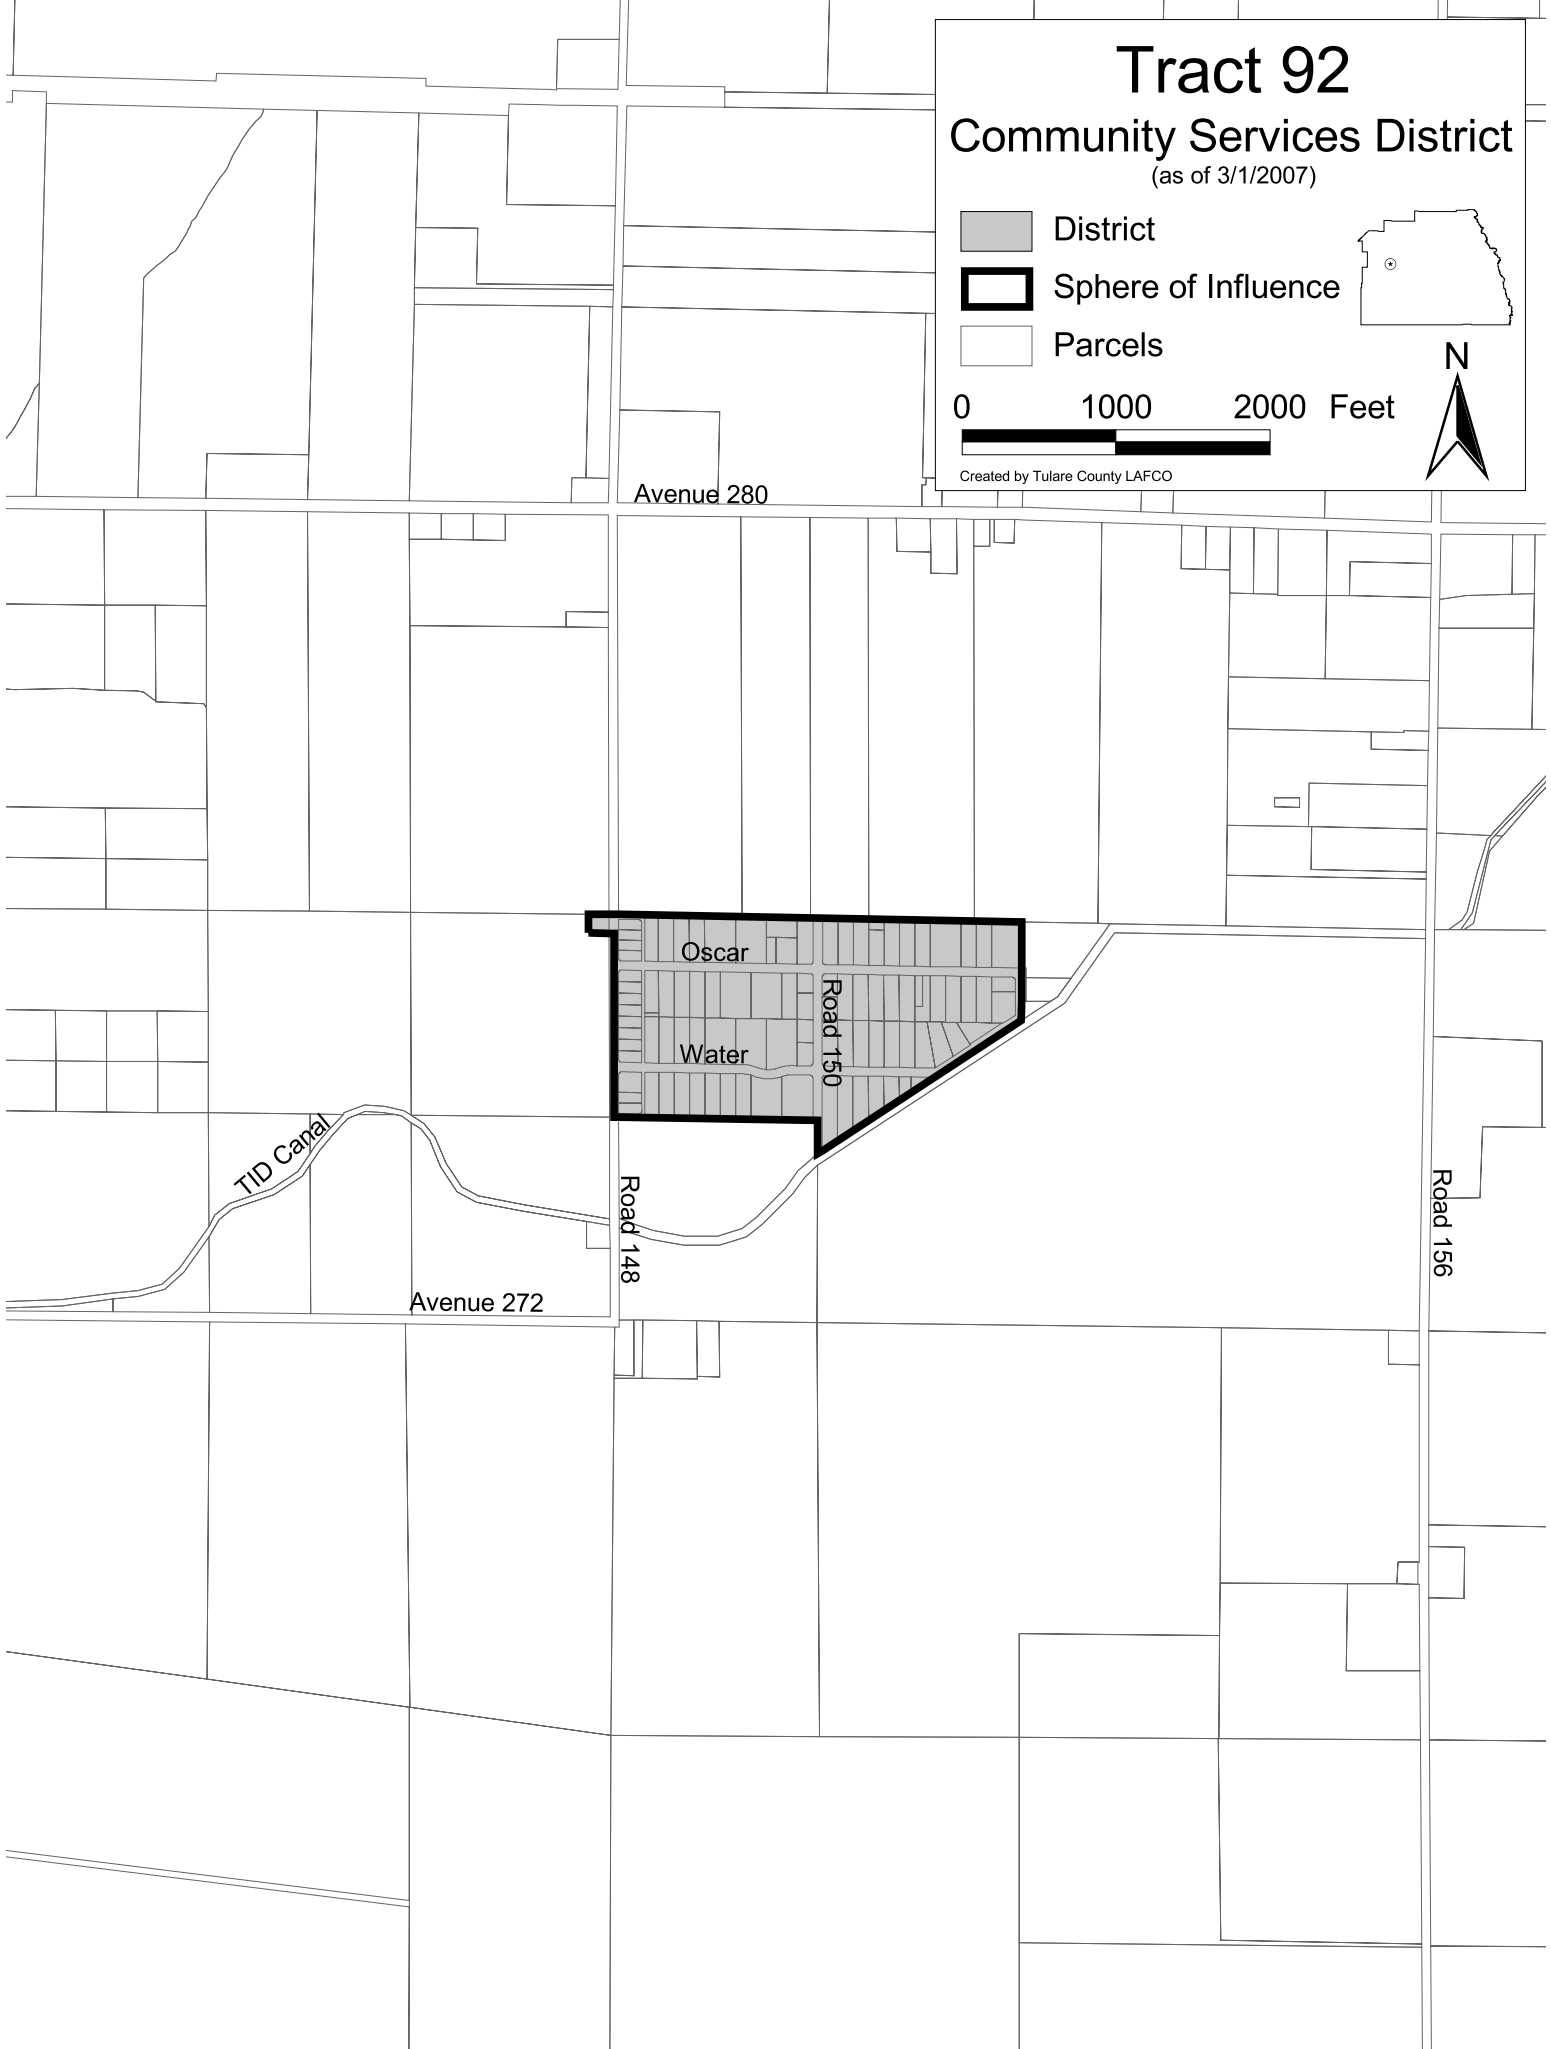 Tract 92
Community Services District
(as of 3/1/2007)
District
Sphere of Influence
Parcels
N
0 1000 2000 Feet
Created by Tulare County LAFCO
Avenue 280
Oscar
Road 150
Water
TID Canal
Road 148
Road 156
Avenue 272